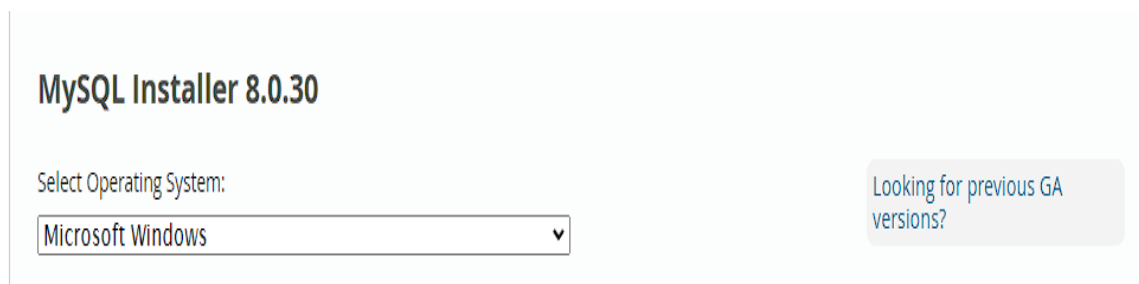 MySQL Installer 8.0.30
Select Operating System:
Looking for previous GA
versions?
Microsoft Windows